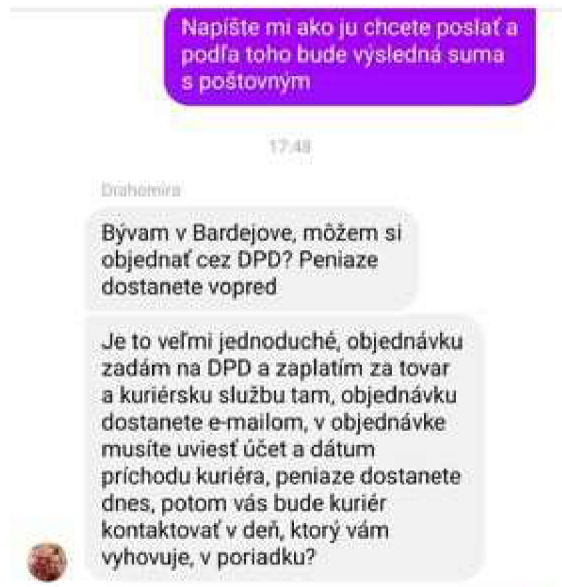 Napíšte mi ako ju chcete poslať a
podľa toho bude výsledná suma
s poštovným
17:48
Drahomira
Bývam v Bardejove, môžem si
objednať cez DPD? Peniaze
dostanete vopred
Je to veľmi jednoduché, objednávku
zadám na DPD a zaplatím za tovar
a kuriérsku službu tam, objednávku
dostanete e-mailom, v objednávke
musíte uviesť účet a dátum
príchodu kuriéra, peniaze dostanete
dnes, potom vás bude kuriér
kontaktovať v deň, ktorý vám
vyhovuje, v poriadku?